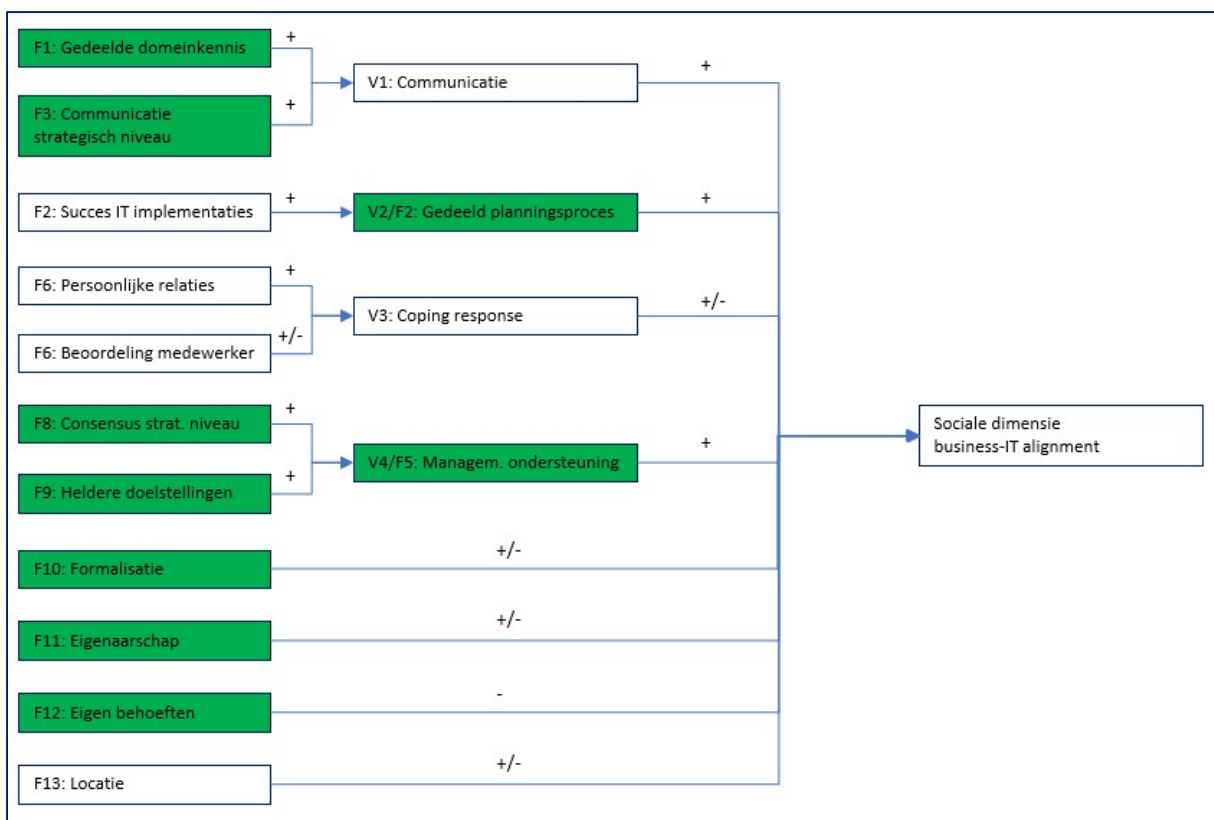 F1: Gedeelde domeinkennis
+
V1: Communicatie
+
F3: Communicatie
strategisch niveau
+
F2: Succes IT implementaties
+
V2/F2: Gedeeld planningsproces
+
F6: Persoonlijke relaties
+
V3: Coping response
+/-
F6: Beoordeling medewerker
+/-
F8: Consensus strat. niveau
+
V4/F5: Managem. ondersteuning
+
F9: Heldere doelstellingen
+
Sociale dimensie
business-IT alignment
F10: Formalisatie
+/-
F11: Eigenaarschap
+/-
F12: Eigen behoeften
-
F13: Locatie
+/-